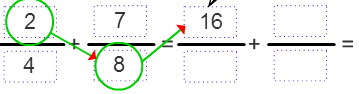 2 7 16
+ = + =
4 8